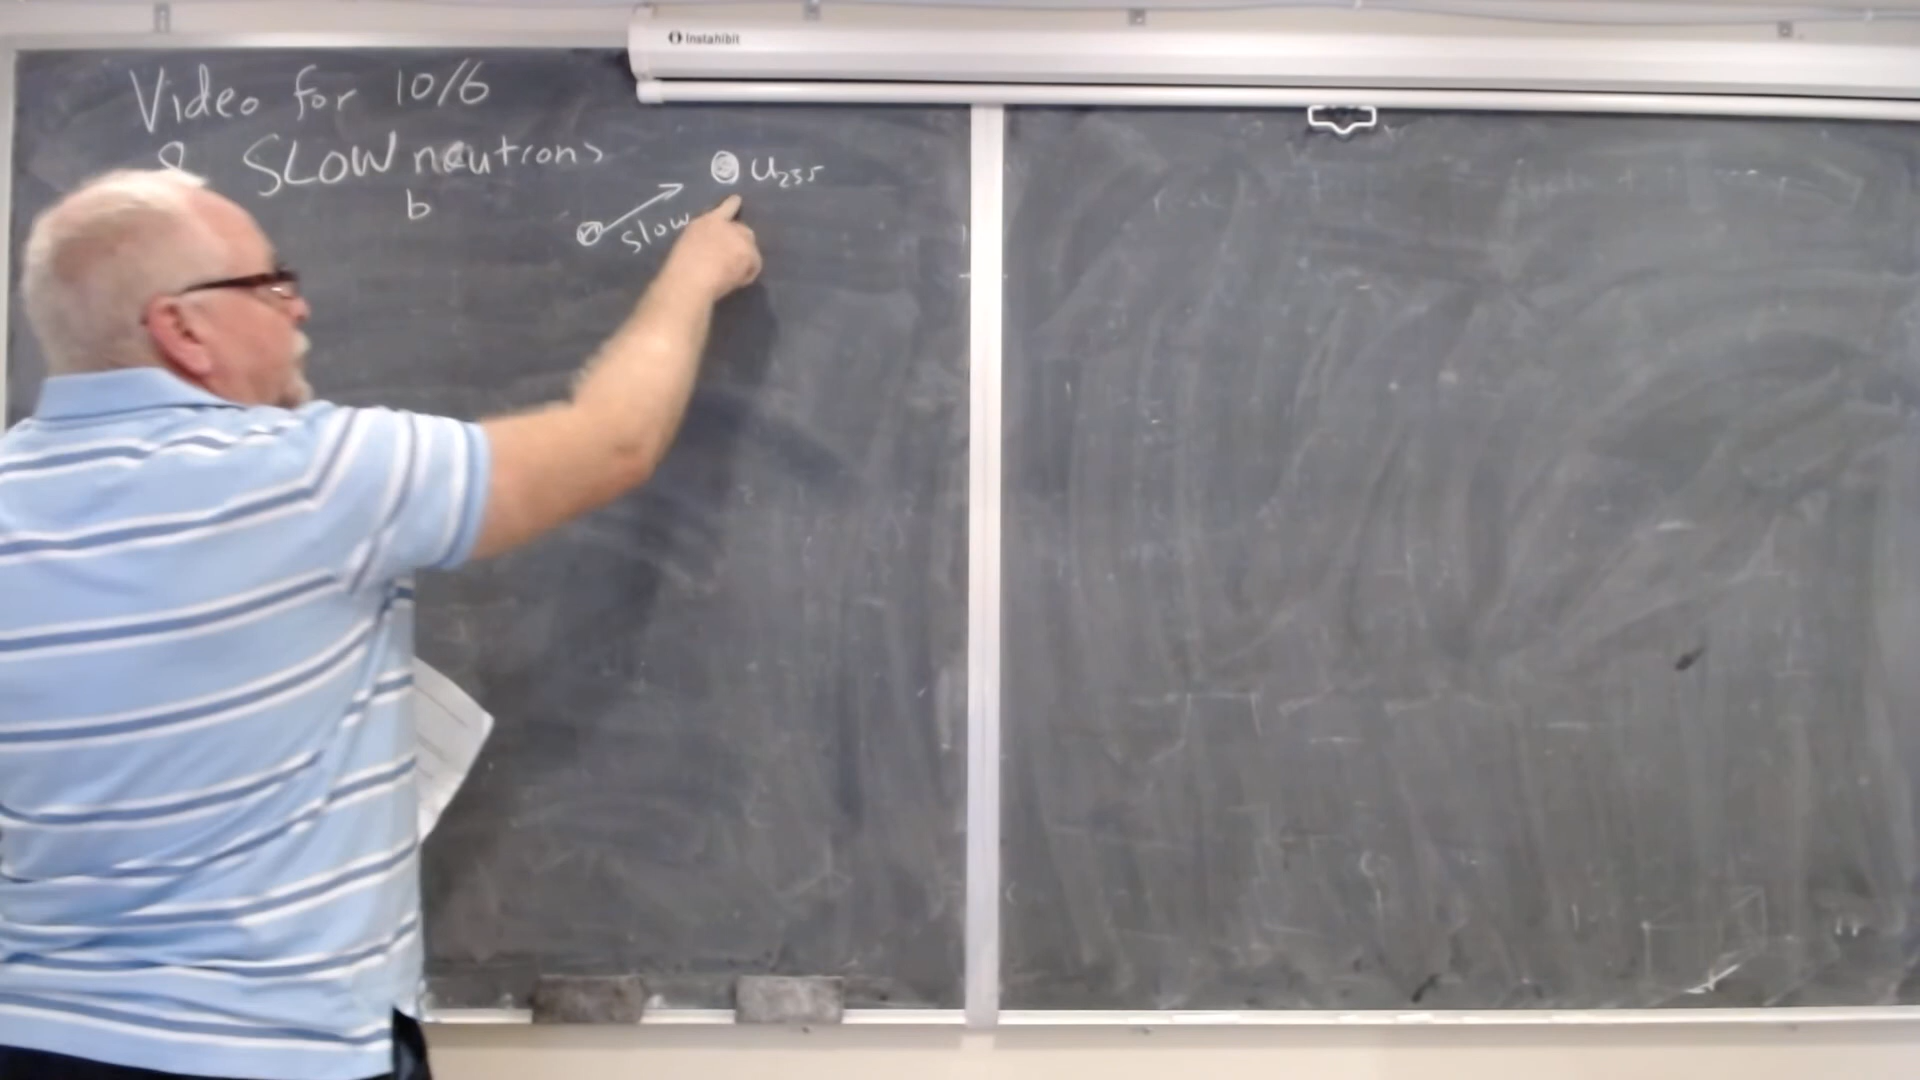 Instahibit
Video for 10/6
SLOW neutrons
b
U235
n
slow